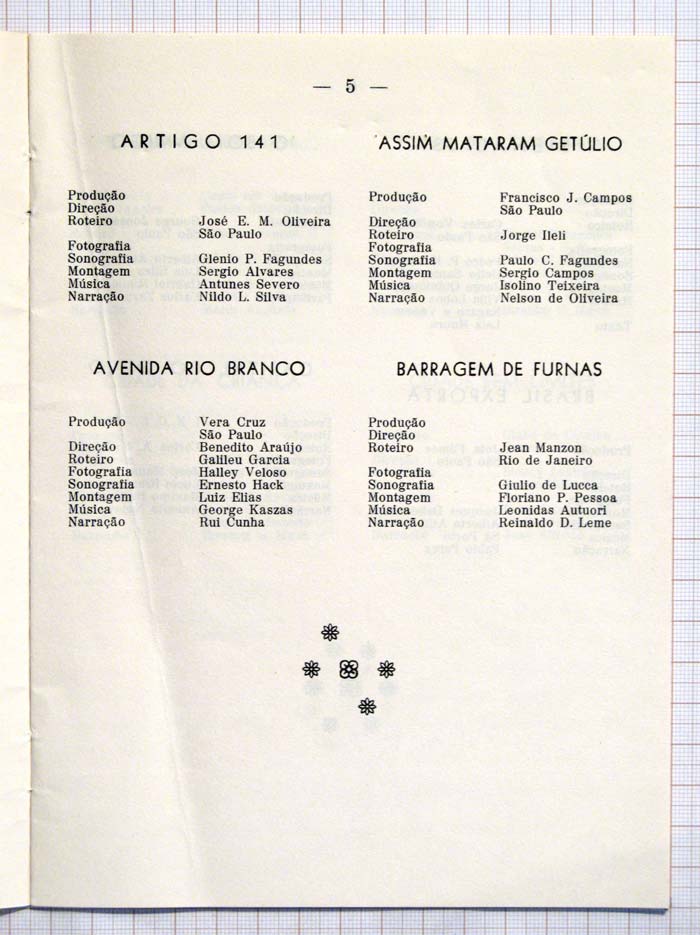 — 5 —
ARTIGO 141
Produção
Direção
Roteiro José E. M. Oliveira
São Paulo
Fotografia
Sonografia Glenio P. Fagundes
Montagem Sergio Alvares
Música Antunes Severo
Narração Nildo L. Silva
ASSIM MATARAM GETÚLIO
Produção Francisco J. Campos
São Paulo
Direção
Roteiro Jorge Ileli
Fotografia
Sonografia Paulo C. Fagundes
Montagem Sergio Campos
Música Isolino Teixeira
Narração Nelson de Oliveira
AVENIDA RIO BRANCO
Produção Vera Cruz
São Paulo
Direção Benedito Araújo
Roteiro Galileu Garcia
Fotografia Halley Veloso
Sonografia Ernesto Hack
Montagem Luiz Elias
Música George Kaszas
Narração Rui Cunha
BARRAGEM DE FURNAS
Produção
Direção
Roteiro Jean Manzon
Rio de Janeiro
Fotografia
Sonografia Giulio de Lucca
Montagem Floriano P. Pessoa
Música Leonidas Autuori
Narração Reinaldo D. Leme